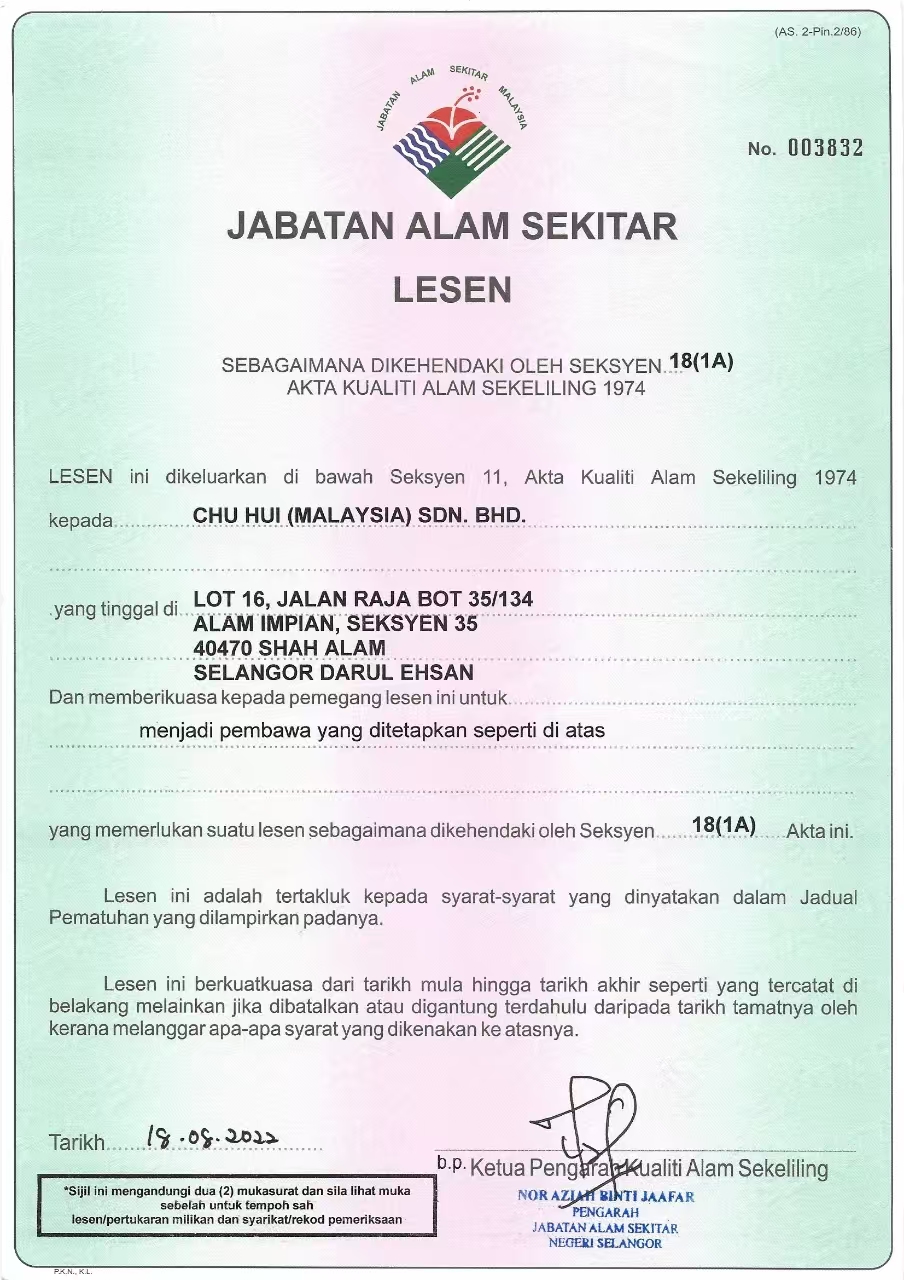 (AS. 2-Pin.2/86)
JABATAN ALAM SEKITAR MALAYSIA
No. 003832
JABATAN ALAM SEKITAR
LESEN
SEBAGAIMANA DIKEHENDAKI OLEH SEKSYEN 18(1A)
AKTA KUALITI ALAM SEKELILING 1974
LESEN ini dikeluarkan di bawah Seksyen 11, Akta Kualiti Alam Sekeliling 1974
kepada CHU HUI (MALAYSIA) SDN. BHD.
yang tinggal di LOT 16, JALAN RAJA BOT 35/134
ALAM IMPIAN, SEKSYEN 35
40470 SHAH ALAM
SELANGOR DARUL EHSAN
Dan memberikuasa kepada pemegang lesen ini untuk
menjadi pembawa yang ditetapkan seperti di atas
yang memerlukan suatu lesen sebagaimana dikehendaki oleh Seksyen 18(1A) Akta ini.
Lesen ini adalah tertakluk kepada syarat-syarat yang dinyatakan dalam Jadual
Pematuhan yang dilampirkan padanya.
Lesen ini berkuatkuasa dari tarikh mula hingga tarikh akhir seperti yang tercatat di
belakang melainkan jika dibatalkan atau digantung terdahulu daripada tarikh tamatnya oleh
kerana melanggar apa-apa syarat yang dikenakan ke atasnya.
Tarikh 18.08.2022
b.p. Ketua Pengarah Kualiti Alam Sekeliling
NOR AZIAH BINTI JAAFAR
PENGARAH
JABATAN ALAM SEKITAR
NEGERI SELANGOR
*Sijil ini mengandungi dua (2) mukasurat dan sila lihat muka
sebelah untuk tempoh sah
lesen/pertukaran milikan dan syarikat/rekod pemeriksaan
P.K.N., K.L.